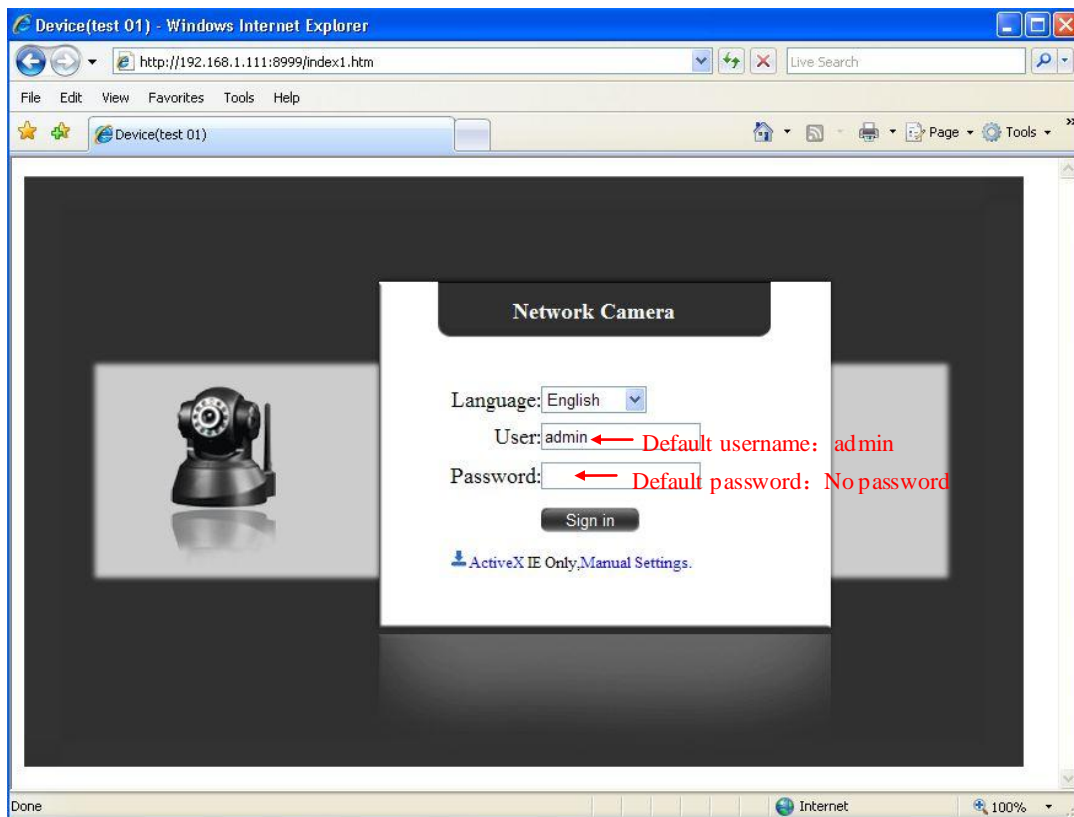 Device(test 01) - Windows Internet Explorer
http://192.168.1.111:8999/index1.htm
Live Search
File Edit View Favorites Tools Help
Device(test 01)
Page
Tools
»
Network Camera
Language: English
User: admin
Default username：admin
Password:
Default password：No password
Sign in
ActiveX IE Only,Manual Settings.
Done
Internet
100%